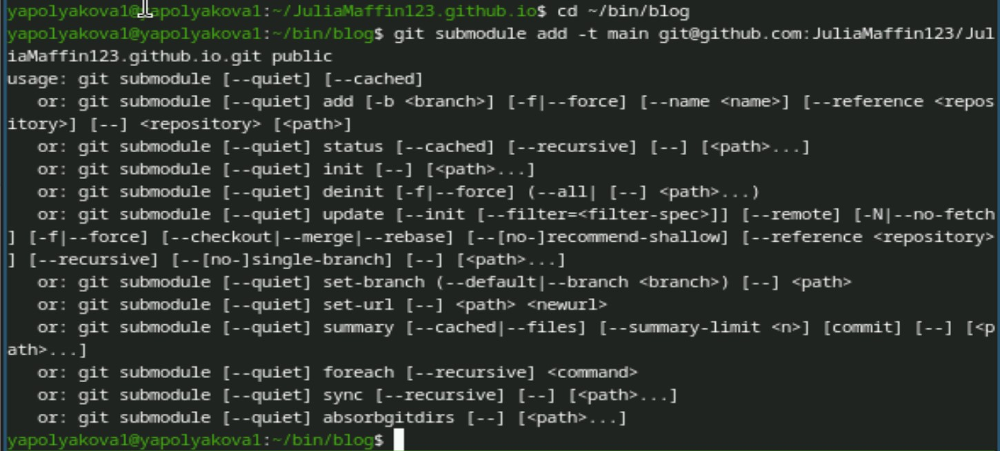 yapolyakova1@yapolyakova1:~/JuliaMaffin123.github.io$ cd ~/bin/blog
yapolyakova1@yapolyakova1:~/bin/blog$ git submodule add -t main git@github.com:JuliaMaffin123/Jul
iaMaffin123.github.io.git public
usage: git submodule [--quiet] [--cached]
   or: git submodule [--quiet] add [-b <branch>] [-f|--force] [--name <name>] [--reference <repos
itory>] [--] <repository> [<path>]
   or: git submodule [--quiet] status [--cached] [--recursive] [--] [<path>...]
   or: git submodule [--quiet] init [--] [<path>...]
   or: git submodule [--quiet] deinit [-f|--force] (--all| [--] <path>...)
   or: git submodule [--quiet] update [--init [--filter=<filter-spec>]] [--remote] [-N|--no-fetch
] [-f|--force] [--checkout|--merge|--rebase] [--[no-]recommend-shallow] [--reference <repository>
] [--recursive] [--[no-]single-branch] [--] [<path>...]
   or: git submodule [--quiet] set-branch (--default|--branch <branch>) [--] <path>
   or: git submodule [--quiet] set-url [--] <path> <newurl>
   or: git submodule [--quiet] summary [--cached|--files] [--summary-limit <n>] [commit] [--] [<p
ath>...]
   or: git submodule [--quiet] foreach [--recursive] <command>
   or: git submodule [--quiet] sync [--recursive] [--] [<path>...]
   or: git submodule [--quiet] absorbgitdirs [--] [<path>...]
yapolyakova1@yapolyakova1:~/bin/blog$